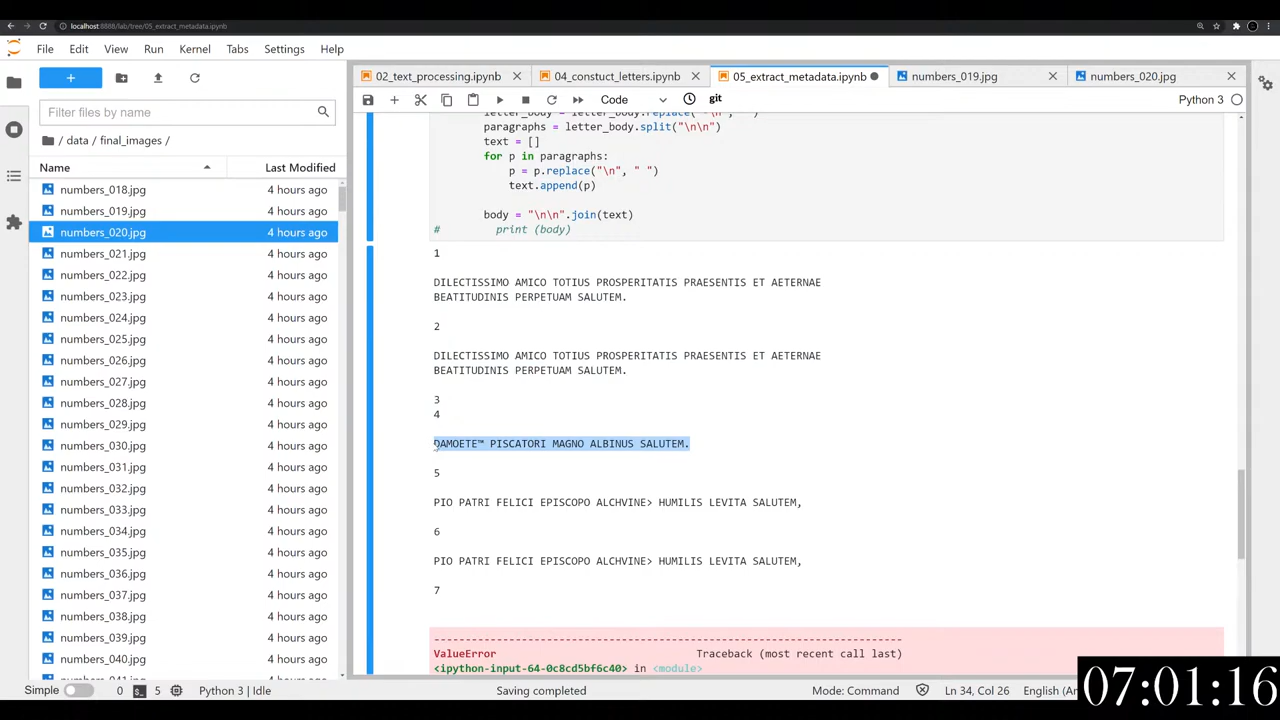 localhost:8888/lab/tree/05_extract_metadata.ipynb
File Edit View Run Kernel Tabs Settings Help
02_text_processing.ipynb
04_constuct_letters.ipynb
05_extract_metadata.ipynb
numbers_019.jpg
numbers_020.jpg
Code
git
Python 3
Filter files by name
/ data / final_images /
Name Last Modified
numbers_018.jpg 4 hours ago
numbers_019.jpg 4 hours ago
numbers_020.jpg 4 hours ago
numbers_021.jpg 4 hours ago
numbers_022.jpg 4 hours ago
numbers_023.jpg 4 hours ago
numbers_024.jpg 4 hours ago
numbers_025.jpg 4 hours ago
numbers_026.jpg 4 hours ago
numbers_027.jpg 4 hours ago
numbers_028.jpg 4 hours ago
numbers_029.jpg 4 hours ago
numbers_030.jpg 4 hours ago
numbers_031.jpg 4 hours ago
numbers_032.jpg 4 hours ago
numbers_033.jpg 4 hours ago
numbers_034.jpg 4 hours ago
numbers_035.jpg 4 hours ago
numbers_036.jpg 4 hours ago
numbers_037.jpg 4 hours ago
numbers_038.jpg 4 hours ago
numbers_039.jpg 4 hours ago
numbers_040.jpg 4 hours ago
paragraphs = letter_body.split("\n\n")
text = []
for p in paragraphs:
p = p.replace("\n", " ")
text.append(p)
body = "\n\n".join(text)
# print (body)
1
DILECTISSIMO AMICO TOTIUS PROSPERITATIS PRAESENTIS ET AETERNAE
BEATITUDINIS PERPETUAM SALUTEM.
2
DILECTISSIMO AMICO TOTIUS PROSPERITATIS PRAESENTIS ET AETERNAE
BEATITUDINIS PERPETUAM SALUTEM.
3
4
DAMOETE™ PISCATORI MAGNO ALBINUS SALUTEM.
5
PIO PATRI FELICI EPISCOPO ALCHVINE> HUMILIS LEVITA SALUTEM,
6
PIO PATRI FELICI EPISCOPO ALCHVINE> HUMILIS LEVITA SALUTEM,
7
ValueError Traceback (most recent call last)
<ipython-input-64-0c8cd5bf6c40> in <module>
Simple 0 5 Python 3 | Idle Saving completed Mode: Command Ln 34, Col 26 English (Am
07:01:16